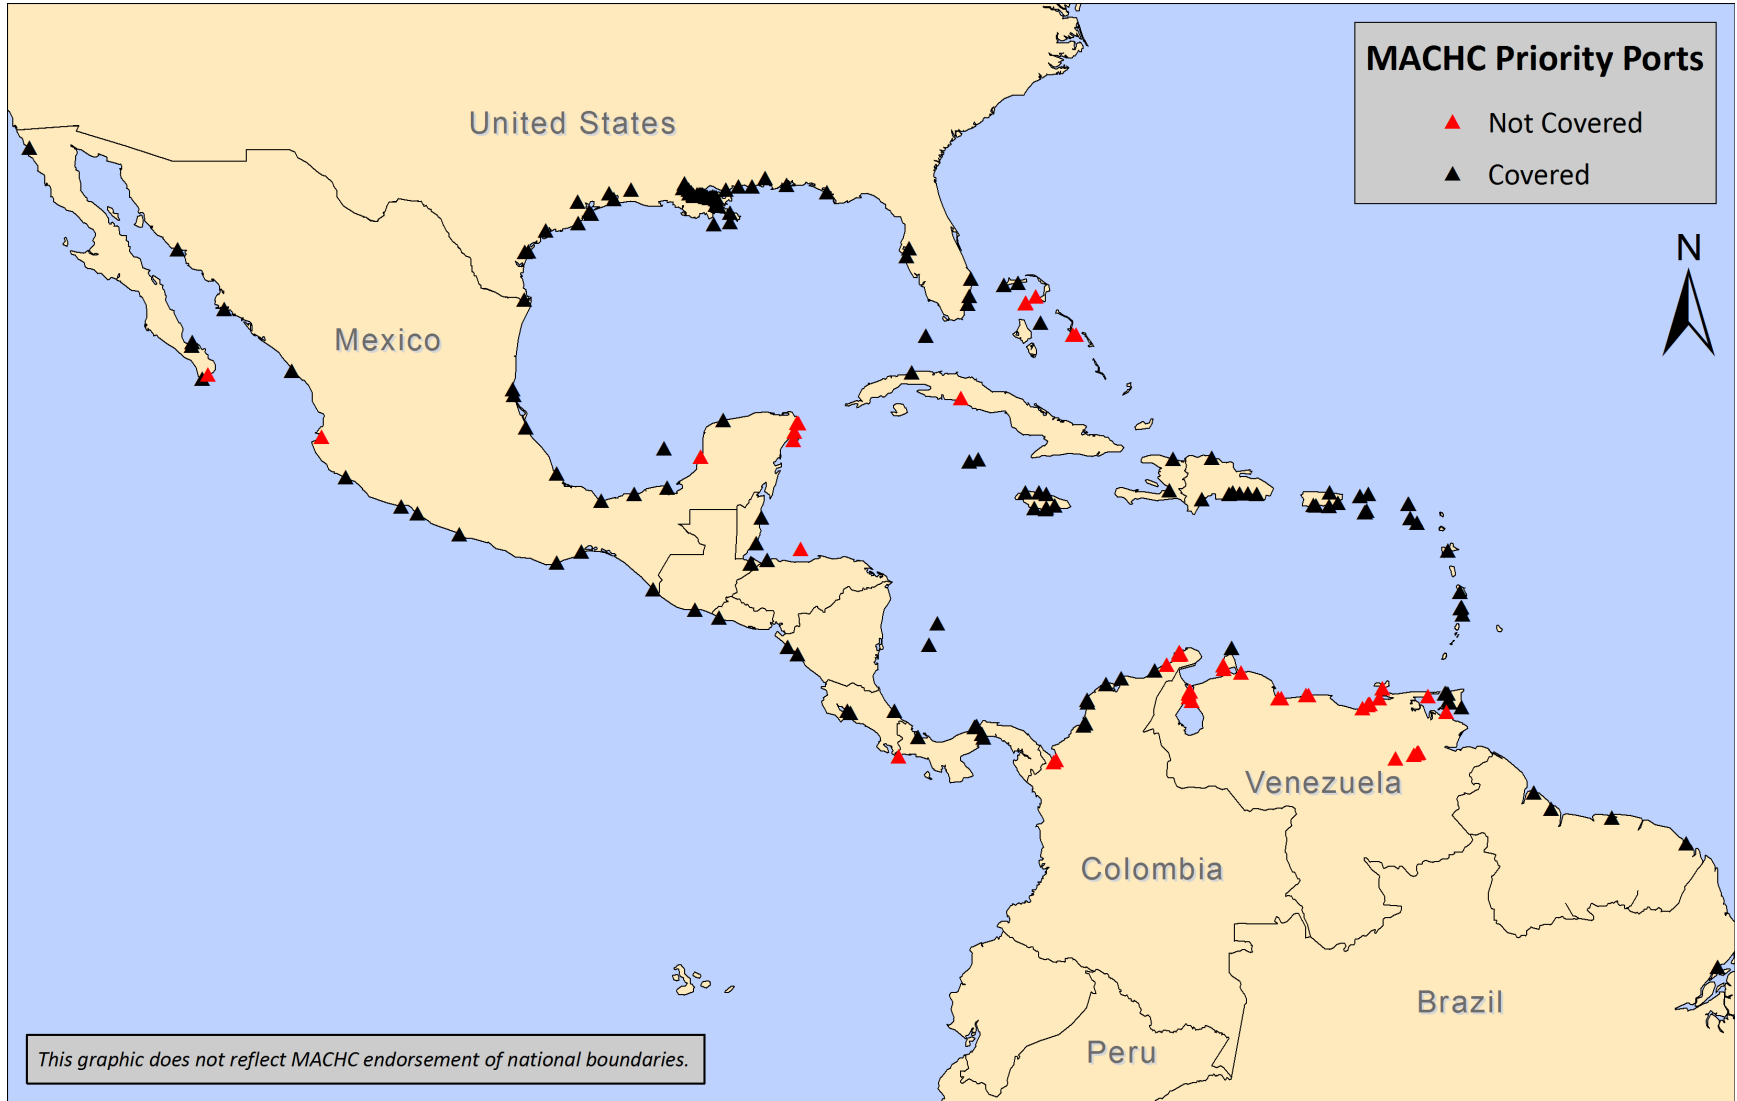 MACHC Priority Ports
Not Covered
Covered
N
United States
Mexico
Venezuela
Colombia
Brazil
Peru
This graphic does not reflect MACHC endorsement of national boundaries.